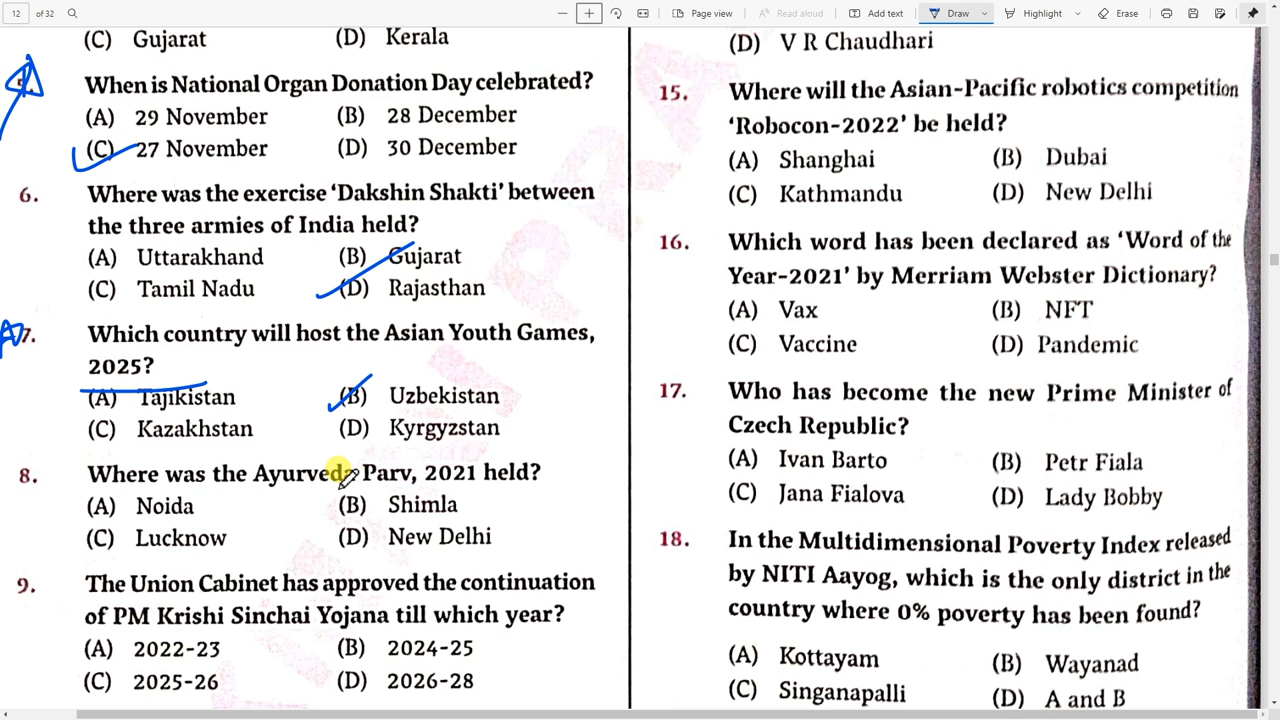 12 of 32
Page view
Read aloud
Add text
Draw
Highlight
Erase
(C) Gujarat (D) Kerala
When is National Organ Donation Day celebrated?
(A) 29 November (B) 28 December
(C) 27 November (D) 30 December
6. Where was the exercise ‘Dakshin Shakti’ between
the three armies of India held?
(A) Uttarakhand (B) Gujarat
(C) Tamil Nadu (D) Rajasthan
7. Which country will host the Asian Youth Games,
2025?
(A) Tajikistan (B) Uzbekistan
(C) Kazakhstan (D) Kyrgyzstan
8. Where was the Ayurveda Parv, 2021 held?
(A) Noida (B) Shimla
(C) Lucknow (D) New Delhi
9. The Union Cabinet has approved the continuation
of PM Krishi Sinchai Yojana till which year?
(A) 2022-23 (B) 2024-25
(C) 2025-26 (D) 2026-28
(D) V R Chaudhari
15. Where will the Asian-Pacific robotics competition
‘Robocon-2022’ be held?
(A) Shanghai (B) Dubai
(C) Kathmandu (D) New Delhi
16. Which word has been declared as ‘Word of the
Year-2021’ by Merriam Webster Dictionary?
(A) Vax (B) NFT
(C) Vaccine (D) Pandemic
17. Who has become the new Prime Minister of
Czech Republic?
(A) Ivan Barto (B) Petr Fiala
(C) Jana Fialova (D) Lady Bobby
18. In the Multidimensional Poverty Index released
by NITI Aayog, which is the only district in the
country where 0% poverty has been found?
(A) Kottayam (B) Wayanad
(C) Singanapalli (D) A and B